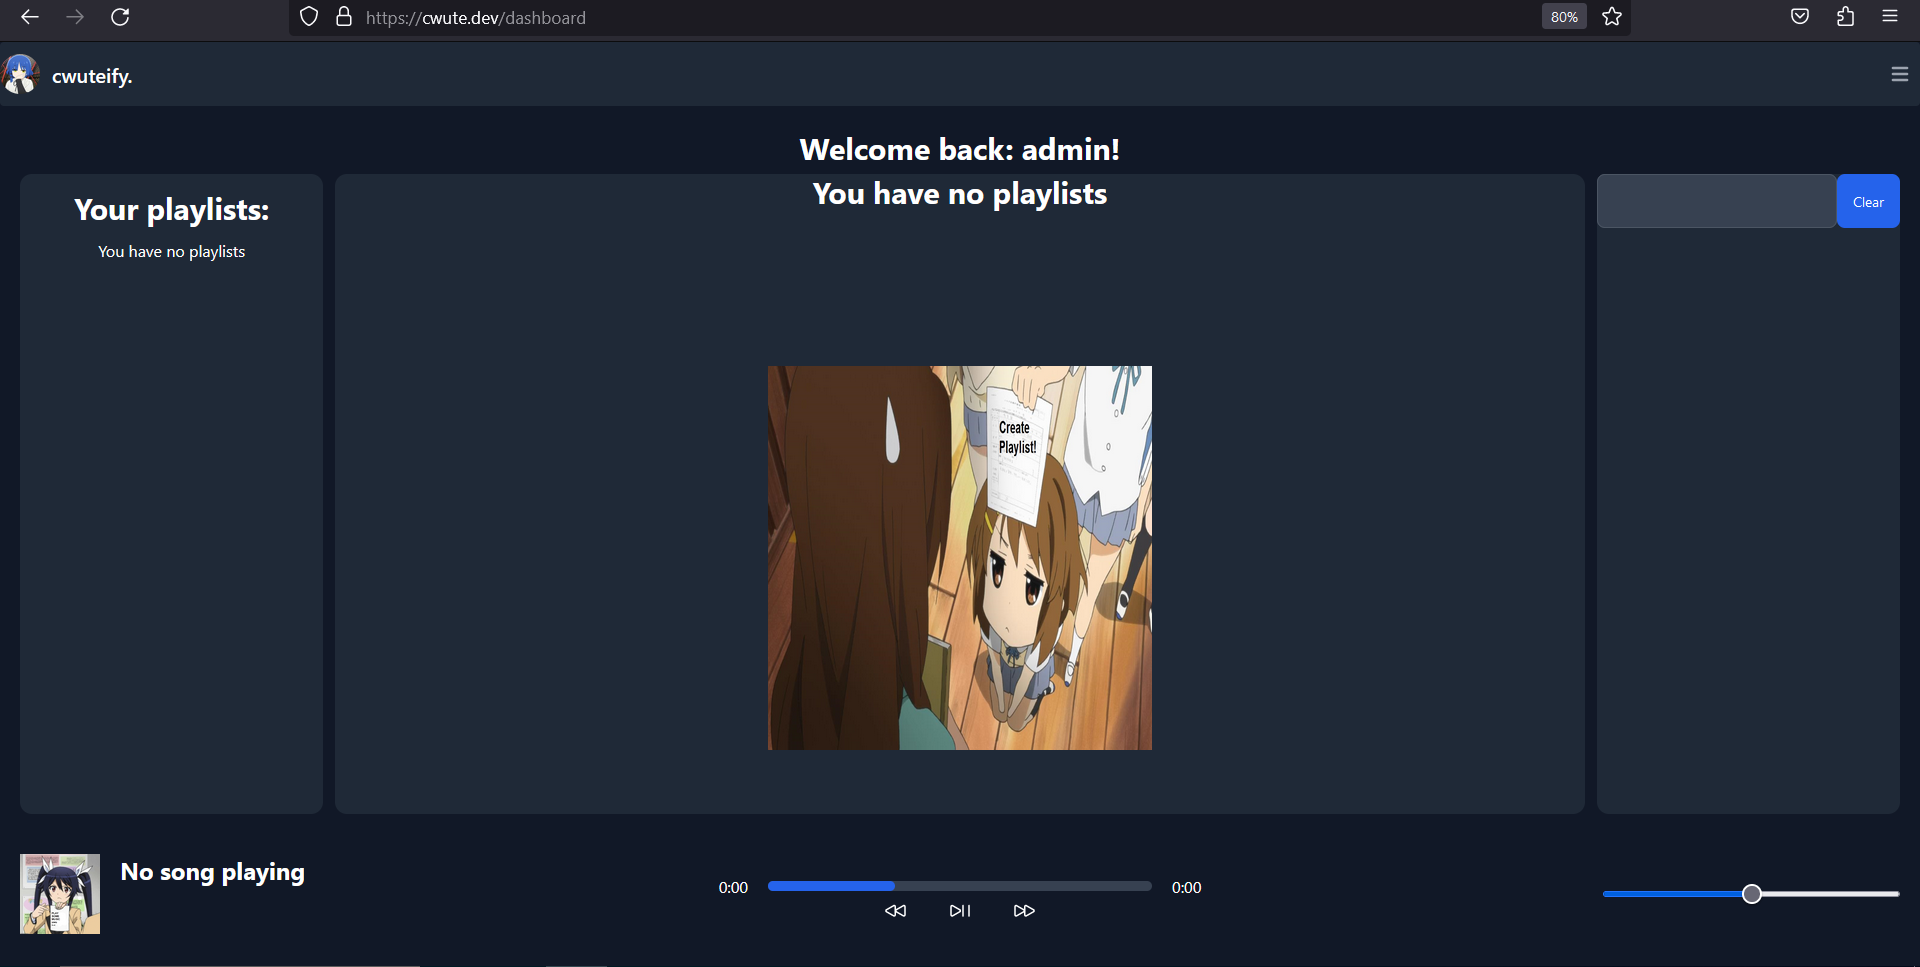 https://cwute.dev/dashboard
80%
cwuteify.
Welcome back: admin!
Your playlists:
You have no playlists
You have no playlists
Clear
Create
Playlist!
No song playing
0:00
0:00